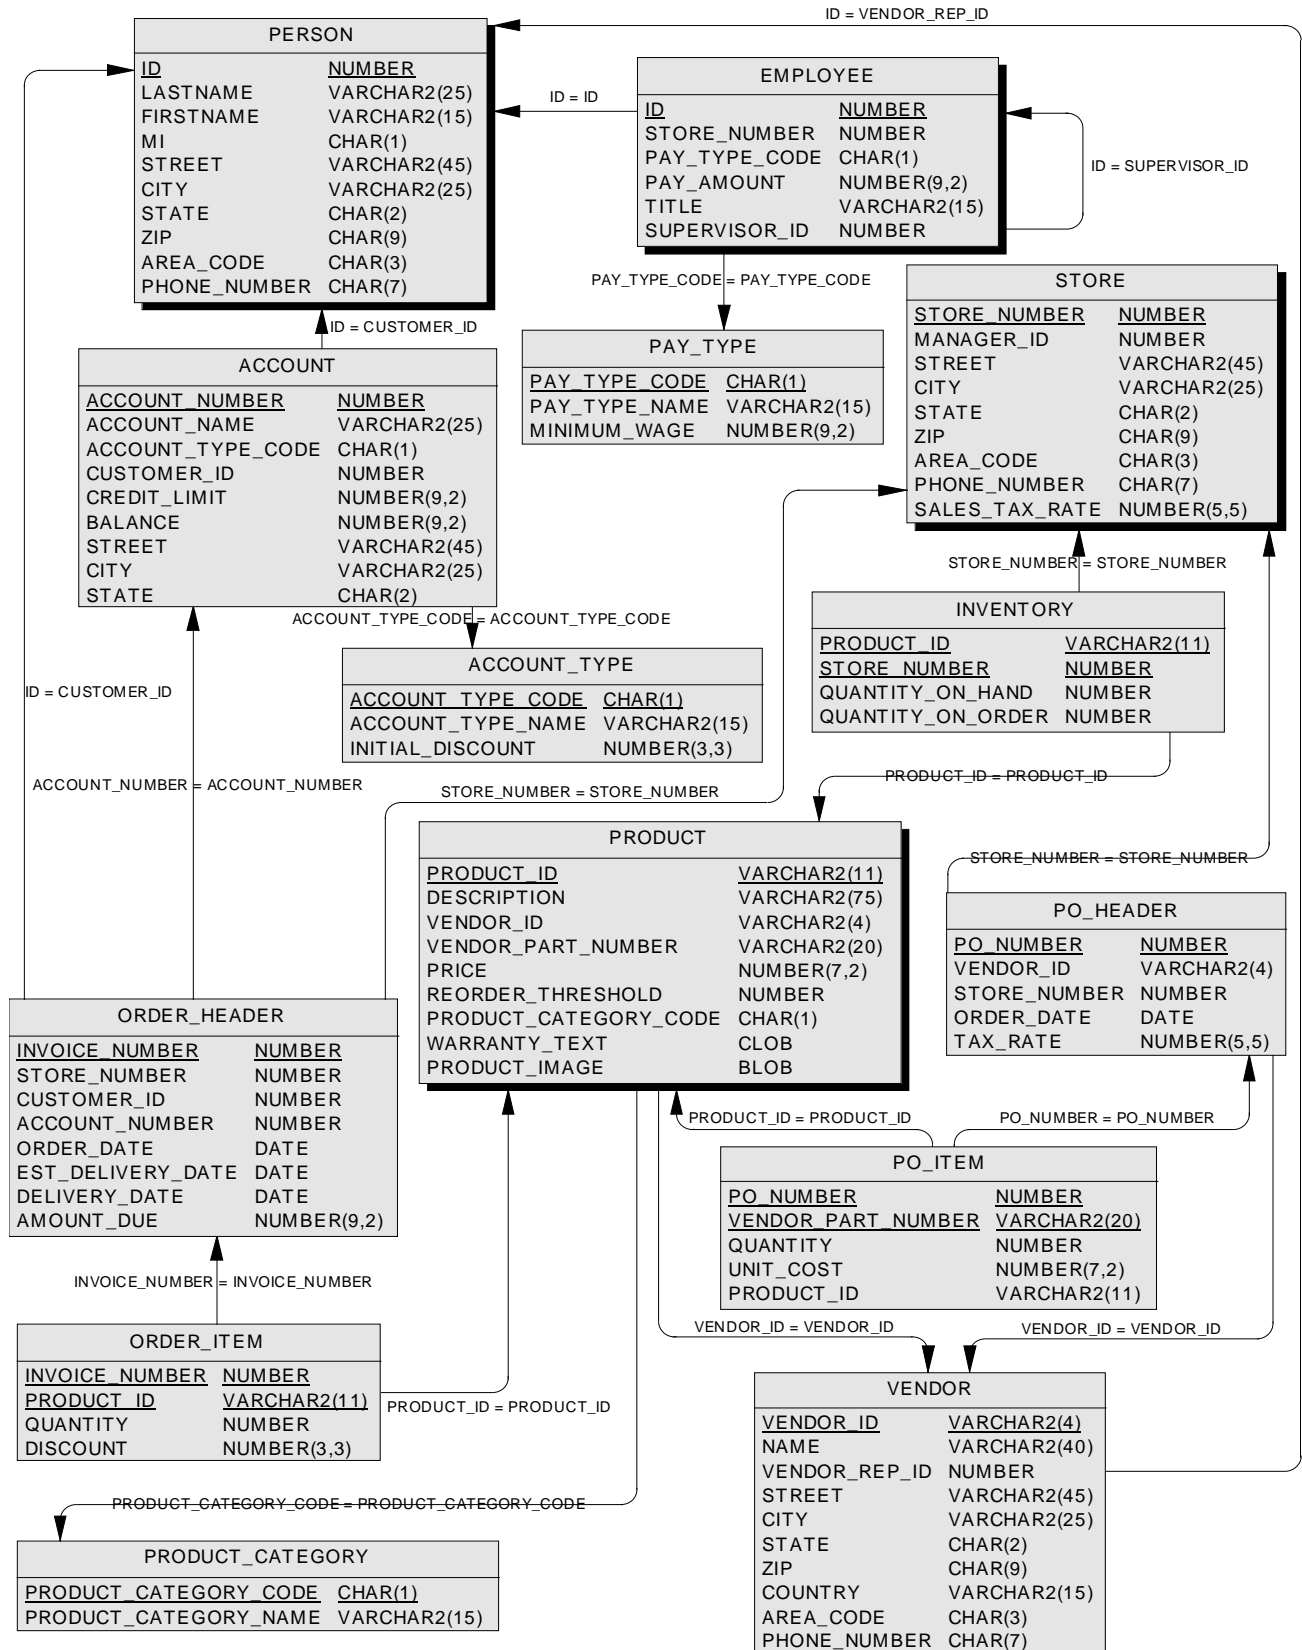 ID = VENDOR_REP_ID
PERSON
ID NUMBER
LASTNAME VARCHAR2(25)
FIRSTNAME VARCHAR2(15)
MI CHAR(1)
STREET VARCHAR2(45)
CITY VARCHAR2(25)
STATE CHAR(2)
ZIP CHAR(9)
AREA_CODE CHAR(3)
PHONE_NUMBER CHAR(7)
ID = ID
EMPLOYEE
ID NUMBER
STORE_NUMBER NUMBER
PAY_TYPE_CODE CHAR(1)
PAY_AMOUNT NUMBER(9,2)
TITLE VARCHAR2(15)
SUPERVISOR_ID NUMBER
ID = SUPERVISOR_ID
PAY_TYPE_CODE = PAY_TYPE_CODE
STORE
STORE_NUMBER NUMBER
MANAGER_ID NUMBER
STREET VARCHAR2(45)
CITY VARCHAR2(25)
STATE CHAR(2)
ZIP CHAR(9)
AREA_CODE CHAR(3)
PHONE_NUMBER CHAR(7)
SALES_TAX_RATE NUMBER(5,5)
ID = CUSTOMER_ID
PAY_TYPE
PAY_TYPE_CODE CHAR(1)
PAY_TYPE_NAME VARCHAR2(15)
MINIMUM_WAGE NUMBER(9,2)
ACCOUNT
ACCOUNT_NUMBER NUMBER
ACCOUNT_NAME VARCHAR2(25)
ACCOUNT_TYPE_CODE CHAR(1)
CUSTOMER_ID NUMBER
CREDIT_LIMIT NUMBER(9,2)
BALANCE NUMBER(9,2)
STREET VARCHAR2(45)
CITY VARCHAR2(25)
STATE CHAR(2)
STORE_NUMBER = STORE_NUMBER
INVENTORY
PRODUCT_ID VARCHAR2(11)
STORE_NUMBER NUMBER
QUANTITY_ON_HAND NUMBER
QUANTITY_ON_ORDER NUMBER
ACCOUNT_TYPE_CODE = ACCOUNT_TYPE_CODE
ACCOUNT_TYPE
ACCOUNT_TYPE_CODE CHAR(1)
ACCOUNT_TYPE_NAME VARCHAR2(15)
INITIAL_DISCOUNT NUMBER(3,3)
ID = CUSTOMER_ID
ACCOUNT_NUMBER = ACCOUNT_NUMBER
STORE_NUMBER = STORE_NUMBER
PRODUCT_ID = PRODUCT_ID
PRODUCT
PRODUCT_ID VARCHAR2(11)
DESCRIPTION VARCHAR2(75)
VENDOR_ID VARCHAR2(4)
VENDOR_PART_NUMBER VARCHAR2(20)
PRICE NUMBER(7,2)
REORDER_THRESHOLD NUMBER
PRODUCT_CATEGORY_CODE CHAR(1)
WARRANTY_TEXT CLOB
PRODUCT_IMAGE BLOB
STORE_NUMBER = STORE_NUMBER
PO_HEADER
PO_NUMBER NUMBER
VENDOR_ID VARCHAR2(4)
STORE_NUMBER NUMBER
ORDER_DATE DATE
TAX_RATE NUMBER(5,5)
ORDER_HEADER
INVOICE_NUMBER NUMBER
STORE_NUMBER NUMBER
CUSTOMER_ID NUMBER
ACCOUNT_NUMBER NUMBER
ORDER_DATE DATE
EST_DELIVERY_DATE DATE
DELIVERY_DATE DATE
AMOUNT_DUE NUMBER(9,2)
PRODUCT_ID = PRODUCT_ID
PO_NUMBER = PO_NUMBER
PO_ITEM
PO_NUMBER NUMBER
VENDOR_PART_NUMBER VARCHAR2(20)
QUANTITY NUMBER
UNIT_COST NUMBER(7,2)
PRODUCT_ID VARCHAR2(11)
INVOICE_NUMBER = INVOICE_NUMBER
ORDER_ITEM
INVOICE_NUMBER NUMBER
PRODUCT_ID VARCHAR2(11)
QUANTITY NUMBER
DISCOUNT NUMBER(3,3)
PRODUCT_ID = PRODUCT_ID
VENDOR_ID = VENDOR_ID
VENDOR_ID = VENDOR_ID
VENDOR
VENDOR_ID VARCHAR2(4)
NAME VARCHAR2(40)
VENDOR_REP_ID NUMBER
STREET VARCHAR2(45)
CITY VARCHAR2(25)
STATE CHAR(2)
ZIP CHAR(9)
COUNTRY VARCHAR2(15)
AREA_CODE CHAR(3)
PHONE_NUMBER CHAR(7)
PRODUCT_CATEGORY_CODE = PRODUCT_CATEGORY_CODE
PRODUCT_CATEGORY
PRODUCT_CATEGORY_CODE CHAR(1)
PRODUCT_CATEGORY_NAME VARCHAR2(15)